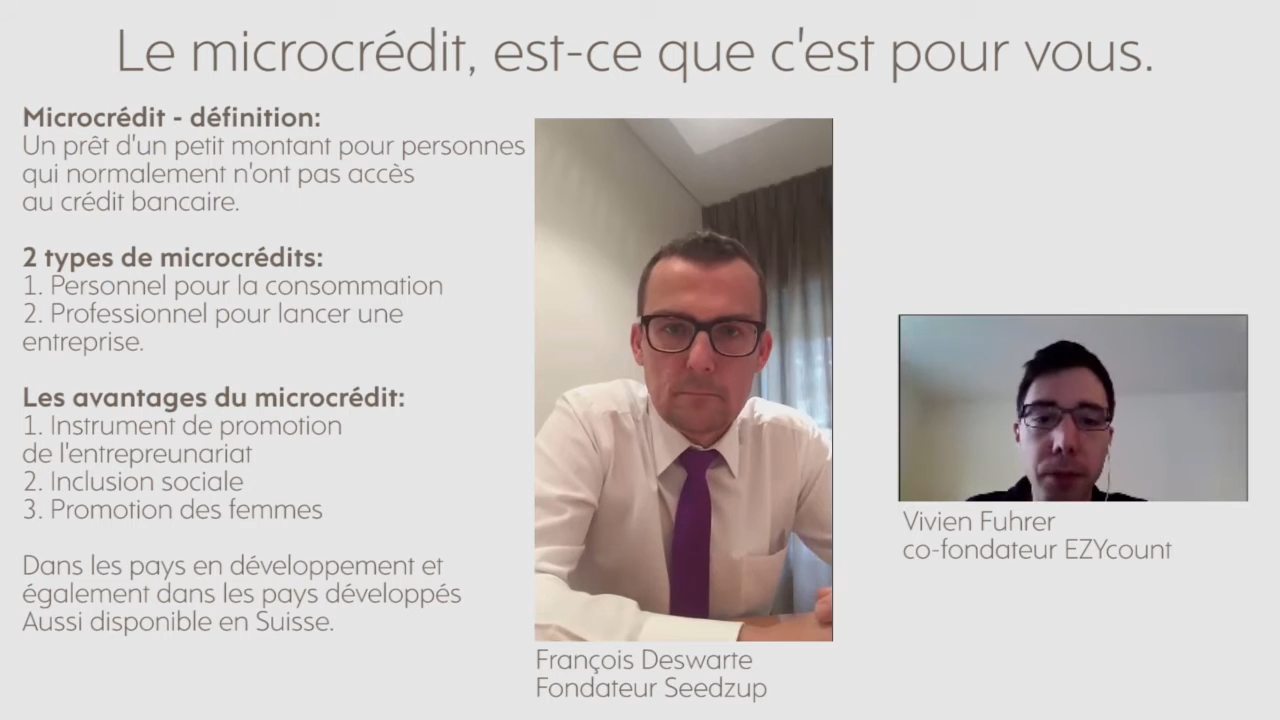 Le microcrédit, est-ce que c'est pour vous.
Microcrédit - définition:
Un prêt d'un petit montant pour personnes
qui normalement n'ont pas accès
au crédit bancaire.
2 types de microcrédits:
1. Personnel pour la consommation
2. Professionnel pour lancer une
entreprise.
Les avantages du microcrédit:
1. Instrument de promotion
de l'entrepreunariat
2. Inclusion sociale
3. Promotion des femmes
Dans les pays en développement et
également dans les pays développés
Aussi disponible en Suisse.
François Deswarte
Fondateur Seedzup
Vivien Fuhrer
co-fondateur EZYcount